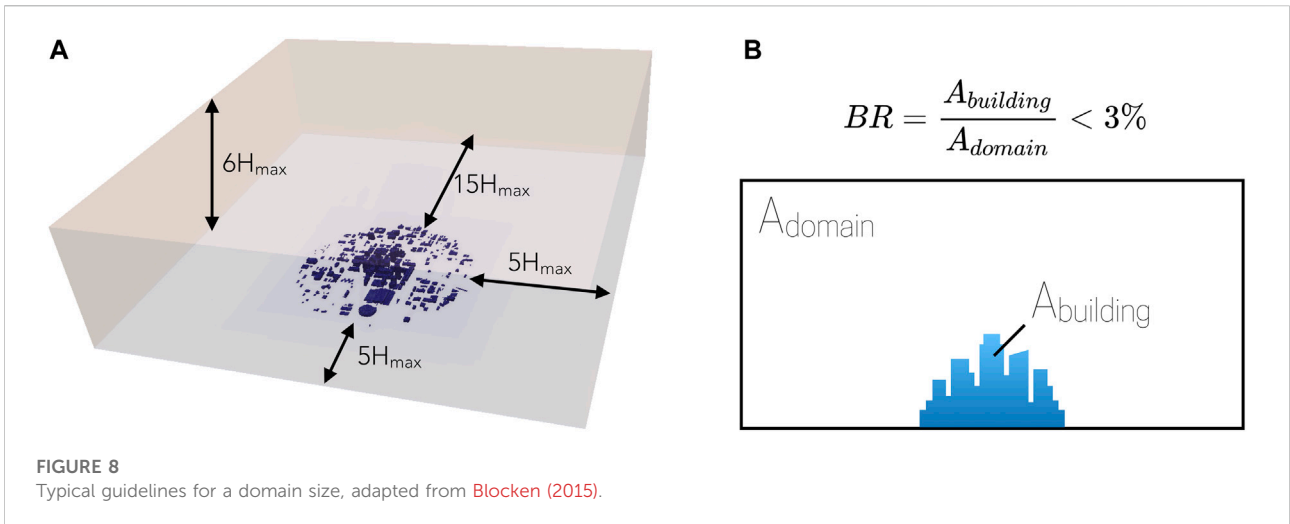 A
6Hmax
15Hmax
5Hmax
5Hmax
B
BR = Abuilding / Adomain < 3%
Adomain
Abuilding
FIGURE 8
Typical guidelines for a domain size, adapted from Blocken (2015).